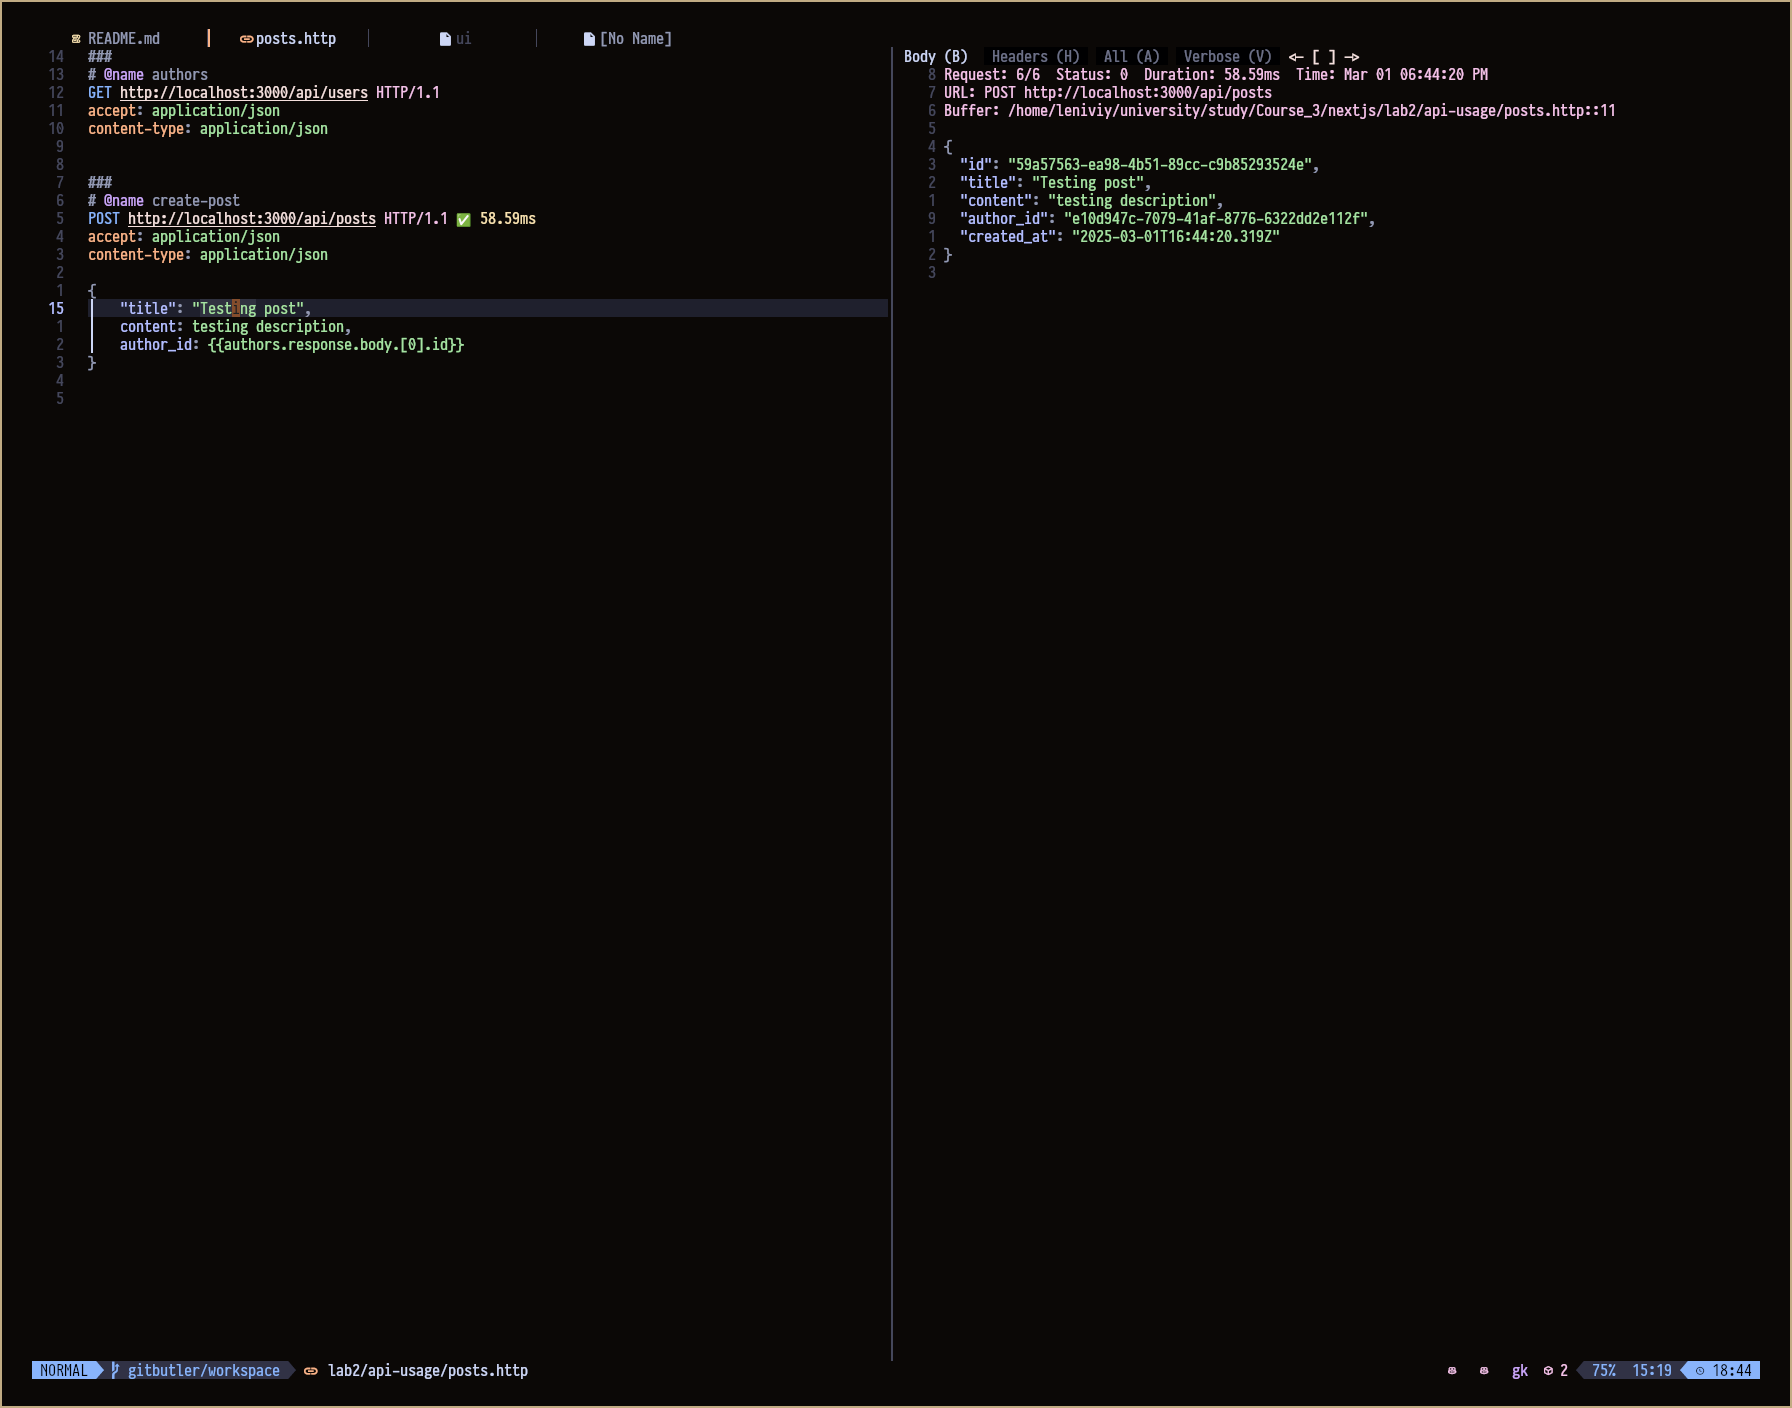 README.md posts.http ui [No Name]
14 ###
13 # @name authors
12 GET http://localhost:3000/api/users HTTP/1.1
11 accept: application/json
10 content-type: application/json
9
8
7 ###
6 # @name create-post
5 POST http://localhost:3000/api/posts HTTP/1.1 ✅ 58.59ms
4 accept: application/json
3 content-type: application/json
2
1 {
15 "title": "Testing post",
1 content: testing description,
2 author_id: {{authors.response.body.[0].id}}
3 }
4
5
Body (B) Headers (H) All (A) Verbose (V) <- [ ] ->
8 Request: 6/6 Status: 0 Duration: 58.59ms Time: Mar 01 06:44:20 PM
7 URL: POST http://localhost:3000/api/posts
6 Buffer: /home/leniviy/university/study/Course_3/nextjs/lab2/api-usage/posts.http::11
5
4 {
3 "id": "59a57563-ea98-4b51-89cc-c9b85293524e",
2 "title": "Testing post",
1 "content": "testing description",
9 "author_id": "e10d947c-7079-41af-8776-6322dd2e112f",
1 "created_at": "2025-03-01T16:44:20.319Z"
2 }
3
NORMAL gitbutler/workspace lab2/api-usage/posts.http gk 2 75% 15:19 18:44